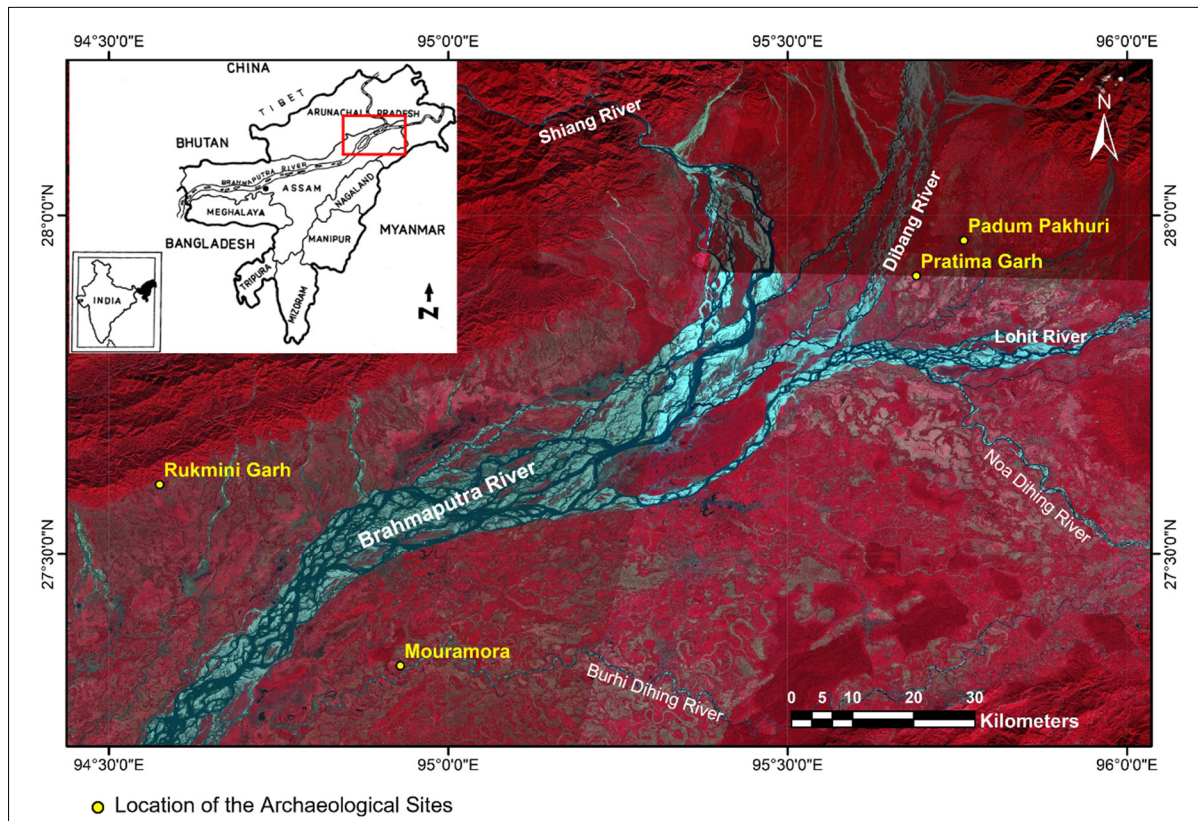 94°30'0"E
95°0'0"E
95°30'0"E
96°0'0"E
CHINA
TIBET
ARUNACHALA PRADESH
BHUTAN
BRAHMAPUTRA RIVER
ASSAM
NAGALAND
MEGHALAYA
BANGLADESH
MANIPUR
MYANMAR
TRIPURA
MIZORAM
INDIA
N
Shiang River
N
28°0'0"N
28°0'0"N
Dibang River
Padum Pakhuri
Pratima Garh
Lohit River
Rukmini Garh
Brahmaputra River
Noa Dihing River
27°30'0"N
27°30'0"N
Mouramora
Burhi Dihing River
0 5 10 20 30
Kilometers
94°30'0"E
95°0'0"E
95°30'0"E
96°0'0"E
Location of the Archaeological Sites